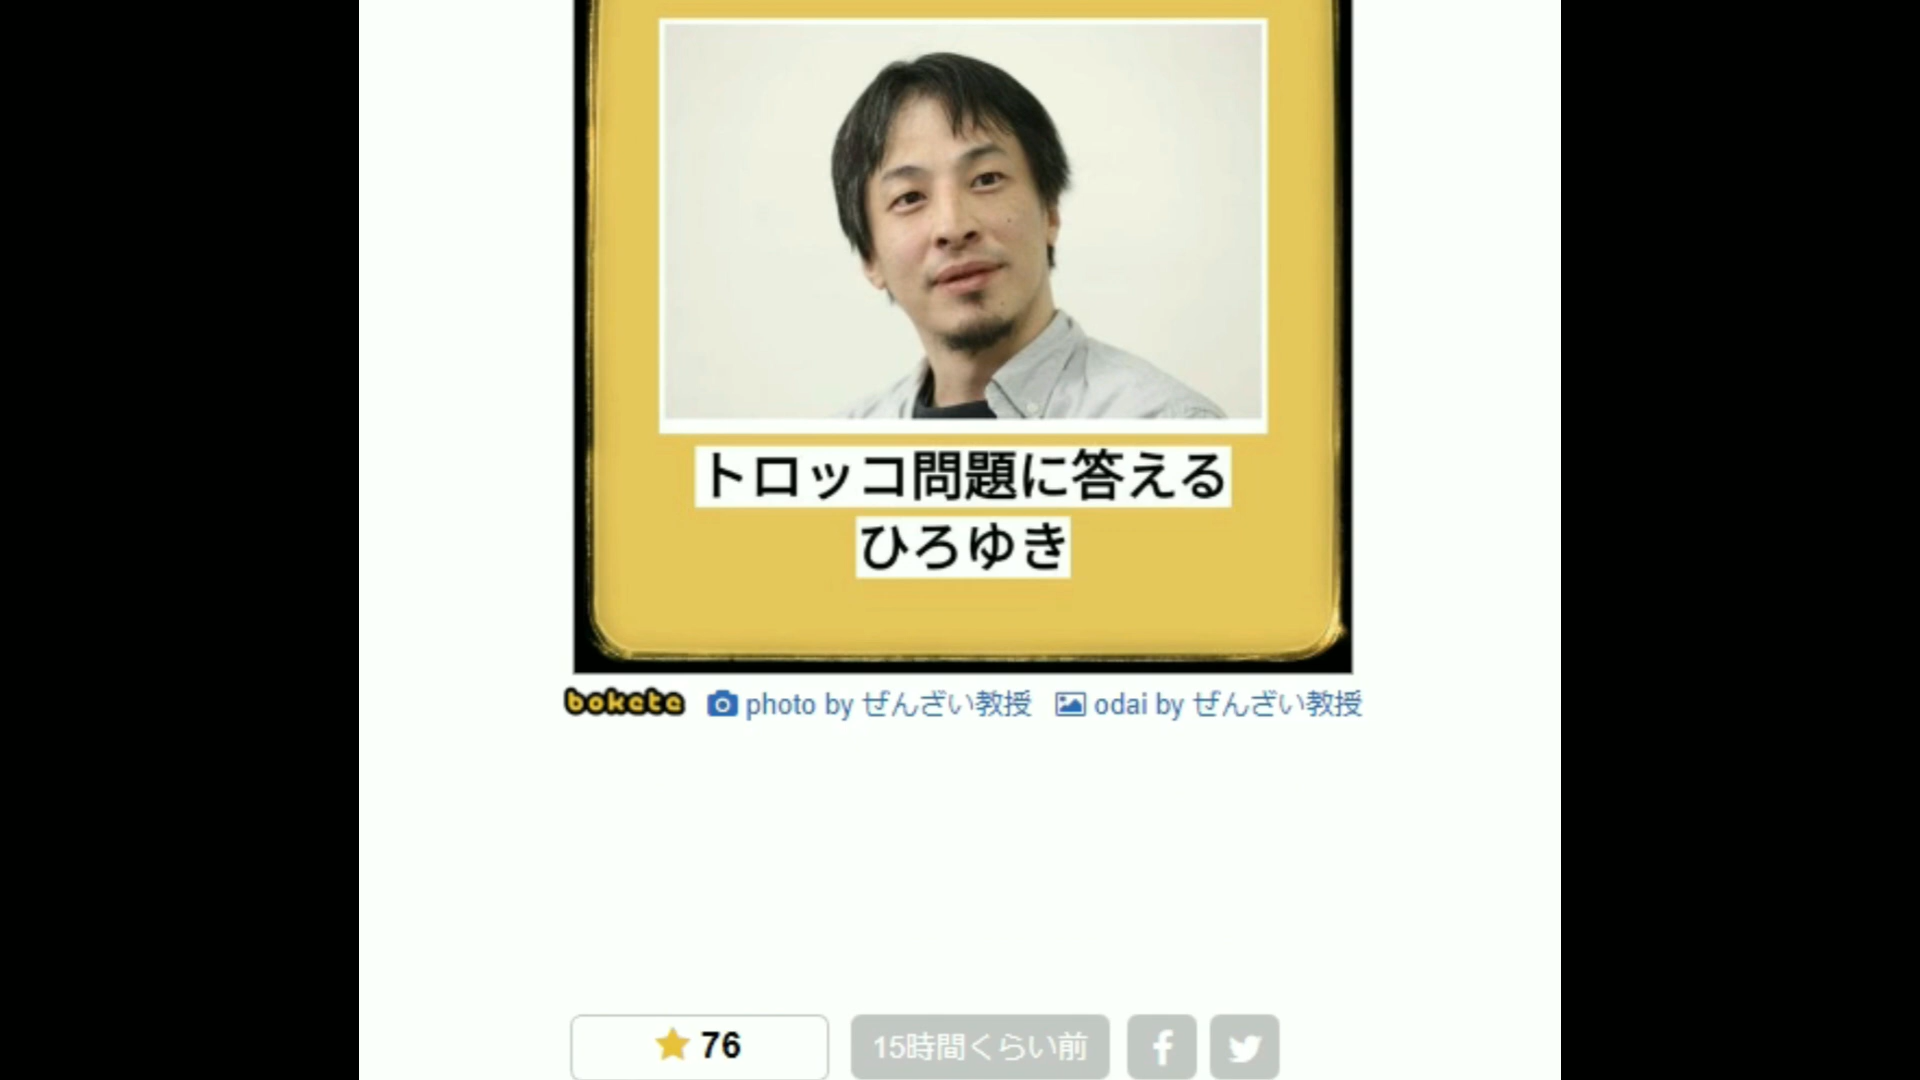 トロッコ問題に答える
ひろゆき
bokete photo by ぜんざい教授 odai by ぜんざい教授
76 15時間くらい前